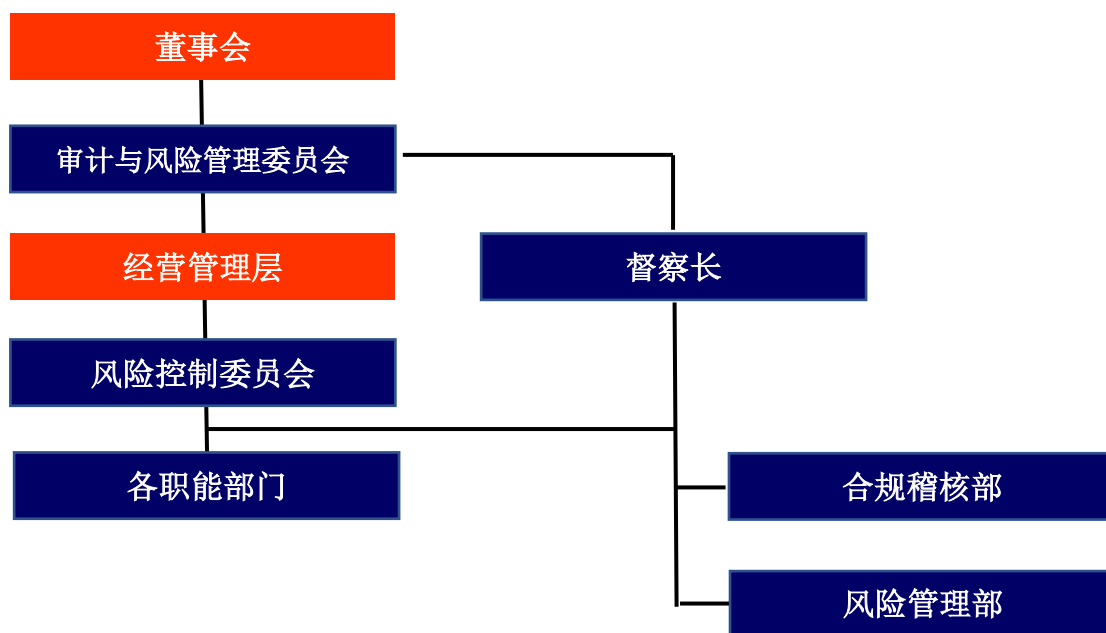 董事会
审计与风险管理委员会
经营管理层
督察长
风险控制委员会
各职能部门
合规稽核部
风险管理部